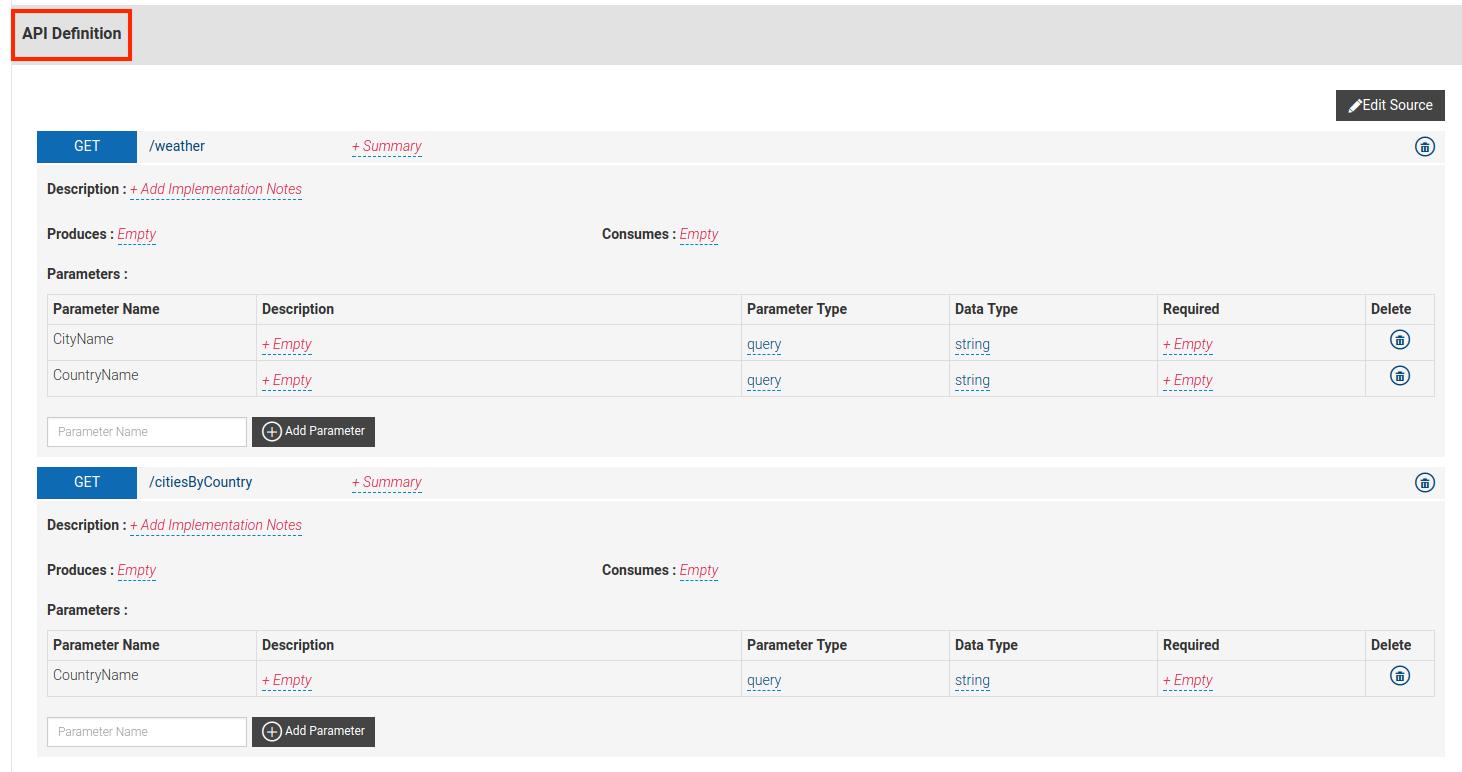 API Definition
Edit Source
GET /weather + Summary
Description : + Add Implementation Notes
Produces : Empty Consumes : Empty
Parameters :
Parameter Name Description Parameter Type Data Type Required Delete
CityName + Empty query string + Empty
CountryName + Empty query string + Empty
Parameter Name Add Parameter
GET /citiesByCountry + Summary
Description : + Add Implementation Notes
Produces : Empty Consumes : Empty
Parameters :
Parameter Name Description Parameter Type Data Type Required Delete
CountryName + Empty query string + Empty
Parameter Name Add Parameter